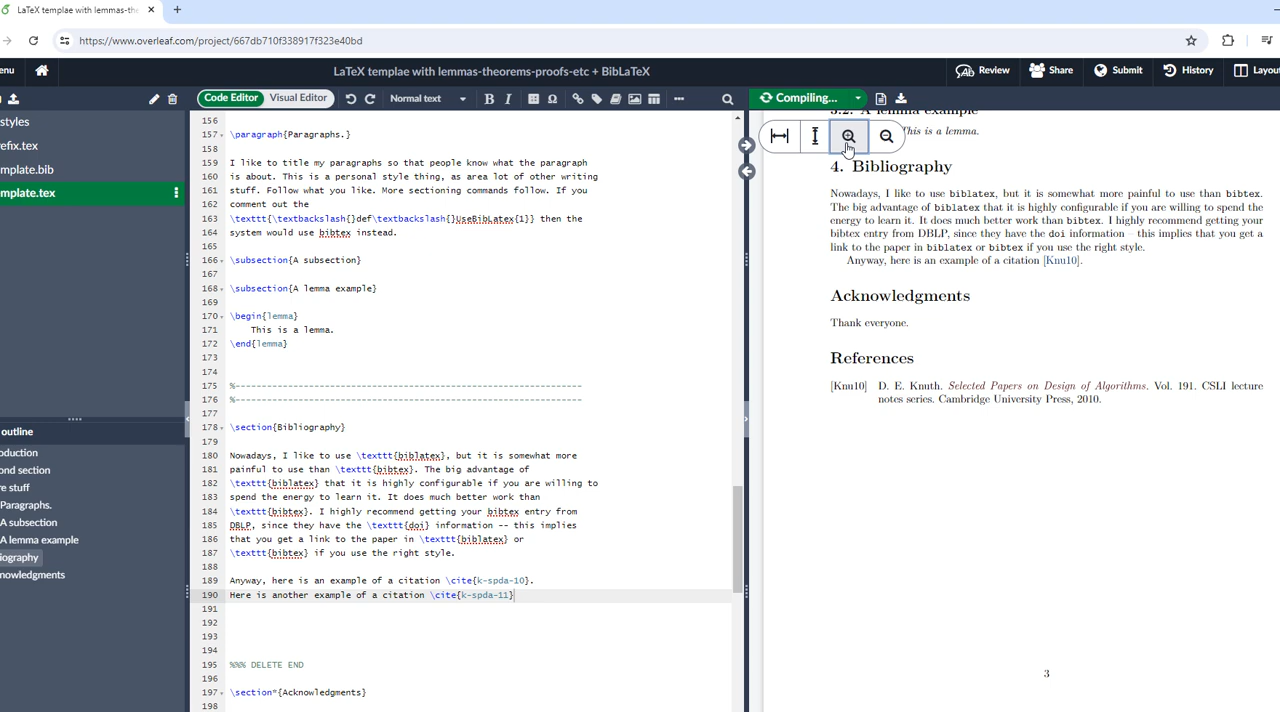 LaTeX templae with lemmas-the
https://www.overleaf.com/project/667db710f338917f323e40bd
enu
LaTeX templae with lemmas-theorems-proofs-etc + BibLaTeX
Review
Share
Submit
History
Layou
Code Editor
Visual Editor
Normal text
B
I
Ω
Compiling...
styles
efix.tex
mplate.bib
mplate.tex
outline
oduction
ond section
re stuff
Paragraphs.
A subsection
A lemma example
iography
nowledgments
156
157 \paragraph{Paragraphs.}
158
159 I like to title my paragraphs so that people know what the paragraph
160 is about. This is a personal style thing, as area lot of other writing
161 stuff. Follow what you like. More sectioning commands follow. If you
162 comment out the
163 \texttt{\textbackslash{}def\textbackslash{}UseBibLatex{1}} then the
164 system would use bibtex instead.
165
166 \subsection{A subsection}
167
168 \subsection{A lemma example}
169
170 \begin{lemma}
171 This is a lemma.
172 \end{lemma}
173
174
175 %-------------------------------------------------------------------
176 %-------------------------------------------------------------------
177
178 \section{Bibliography}
179
180 Nowadays, I like to use \texttt{biblatex}, but it is somewhat more
181 painful to use than \texttt{bibtex}. The big advantage of
182 \texttt{biblatex} that it is highly configurable if you are willing to
183 spend the energy to learn it. It does much better work than
184 \texttt{bibtex}. I highly recommend getting your bibtex entry from
185 DBLP, since they have the \texttt{doi} information -- this implies
186 that you get a link to the paper in \texttt{biblatex} or
187 \texttt{bibtex} if you use the right style.
188
189 Anyway, here is an example of a citation \cite{k-spda-10}.
190 Here is another example of a citation \cite{k-spda-11}
191
192
193
194
195 %%% DELETE END
196
197 \section*{Acknowledgments}
198
3.2. A lemma example
This is a lemma.
4. Bibliography
Nowadays, I like to use biblatex, but it is somewhat more painful to use than bibtex.
The big advantage of biblatex that it is highly configurable if you are willing to spend the
energy to learn it. It does much better work than bibtex. I highly recommend getting your
bibtex entry from DBLP, since they have the doi information – this implies that you get a
link to the paper in biblatex or bibtex if you use the right style.
Anyway, here is an example of a citation [Knu10].
Acknowledgments
Thank everyone.
References
[Knu10] D. E. Knuth. Selected Papers on Design of Algorithms. Vol. 191. CSLI lecture
notes series. Cambridge University Press, 2010.
3